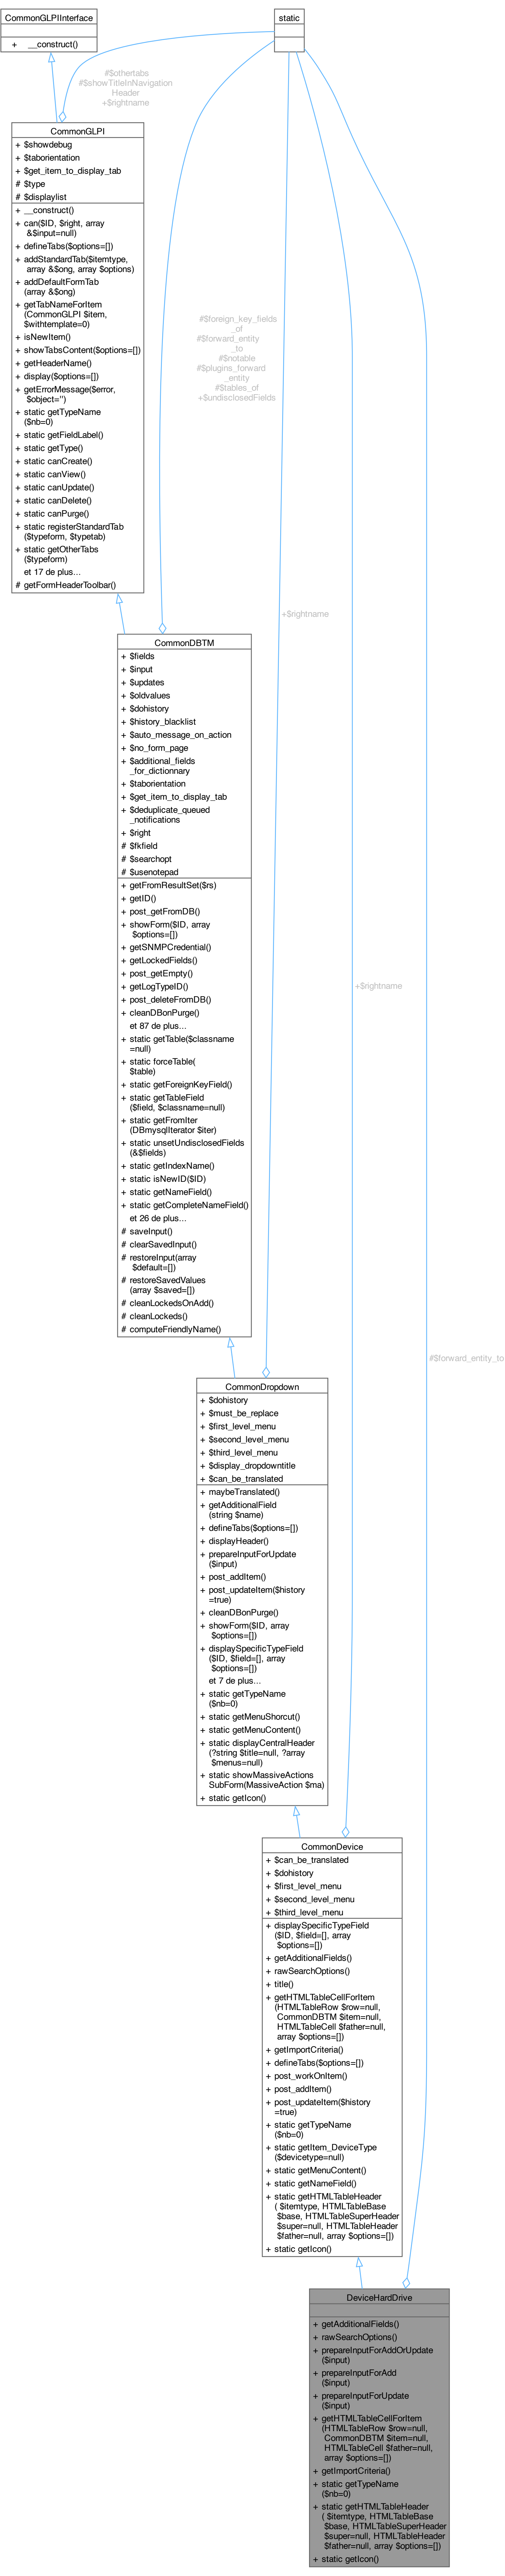 CommonGLPIInterface
+ __construct()
static
#$othertabs
#$showTitleInNavigation
Header
+$rightname
CommonGLPI
+ $showdebug
+ $taborientation
+ $get_item_to_display_tab
# $type
# $displaylist
+ __construct()
+ can($ID, $right, array
&$input=null)
+ defineTabs($options=[])
+ addStandardTab($itemtype,
array &$ong, array $options)
+ addDefaultFormTab
(array &$ong)
+ getTabNameForItem
(CommonGLPI $item,
$withtemplate=0)
+ isNewItem()
+ showTabsContent($options=[])
+ getHeaderName()
+ display($options=[])
+ getErrorMessage($error,
$object='')
+ static getTypeName
($nb=0)
+ static getFieldLabel()
+ static getType()
+ static canCreate()
+ static canView()
+ static canUpdate()
+ static canDelete()
+ static canPurge()
+ static registerStandardTab
($typeform, $typetab)
+ static getOtherTabs
($typeform)
et 17 de plus...
# getFormHeaderToolbar()
#$foreign_key_fields
_of
#$forward_entity
_to
#$notable
#$plugins_forward
_entity
#$tables_of
+$undisclosedFields
+$rightname
CommonDBTM
+ $fields
+ $input
+ $updates
+ $oldvalues
+ $dohistory
+ $history_blacklist
+ $auto_message_on_action
+ $no_form_page
+ $additional_fields
_for_dictionnary
+ $taborientation
+ $get_item_to_display_tab
+ $deduplicate_queued
_notifications
+ $right
# $fkfield
# $searchopt
# $usenotepad
+ getFromResultSet($rs)
+ getID()
+ post_getFromDB()
+ showForm($ID, array
$options=[])
+ getSNMPCredential()
+ getLockedFields()
+ post_getEmpty()
+ getLogTypeID()
+ post_deleteFromDB()
+ cleanDBonPurge()
et 87 de plus...
+ static getTable($classname
=null)
+ static forceTable(
$table)
+ static getForeignKeyField()
+ static getTableField
($field, $classname=null)
+ static getFromIter
(DBmysqlIterator $iter)
+ static unsetUndisclosedFields
(&$fields)
+ static getIndexName()
+ static isNewID($ID)
+ static getNameField()
+ static getCompleteNameField()
et 26 de plus...
# saveInput()
# clearSavedInput()
# restoreInput(array
$default=[])
# restoreSavedValues
(array $saved=[])
# cleanLockedsOnAdd()
# cleanLockeds()
# computeFriendlyName()
+$rightname
#$forward_entity_to
CommonDropdown
+ $dohistory
+ $must_be_replace
+ $first_level_menu
+ $second_level_menu
+ $third_level_menu
+ $display_dropdowntitle
+ $can_be_translated
+ maybeTranslated()
+ getAdditionalField
(string $name)
+ defineTabs($options=[])
+ displayHeader()
+ prepareInputForUpdate
($input)
+ post_addItem()
+ post_updateItem($history
=true)
+ cleanDBonPurge()
+ showForm($ID, array
$options=[])
+ displaySpecificTypeField
($ID, $field=[], array
$options=[])
et 7 de plus...
+ static getTypeName
($nb=0)
+ static getMenuShorcut()
+ static getMenuContent()
+ static displayCentralHeader
(?string $title=null, ?array
$menus=null)
+ static showMassiveActions
SubForm(MassiveAction $ma)
+ static getIcon()
CommonDevice
+ $can_be_translated
+ $dohistory
+ $first_level_menu
+ $second_level_menu
+ $third_level_menu
+ displaySpecificTypeField
($ID, $field=[], array
$options=[])
+ getAdditionalFields()
+ rawSearchOptions()
+ title()
+ getHTMLTableCellForItem
(HTMLTableRow $row=null,
CommonDBTM $item=null,
HTMLTableCell $father=null,
array $options=[])
+ getImportCriteria()
+ defineTabs($options=[])
+ post_workOnItem()
+ post_addItem()
+ post_updateItem($history
=true)
+ static getTypeName
($nb=0)
+ static getItem_DeviceType
($devicetype=null)
+ static getMenuContent()
+ static getNameField()
+ static getHTMLTableHeader
( $itemtype, HTMLTableBase
$base, HTMLTableSuperHeader
$super=null, HTMLTableHeader
$father=null, array $options=[])
+ static getIcon()
DeviceHardDrive
+ getAdditionalFields()
+ rawSearchOptions()
+ prepareInputForAddOrUpdate
($input)
+ prepareInputForAdd
($input)
+ prepareInputForUpdate
($input)
+ getHTMLTableCellForItem
(HTMLTableRow $row=null,
CommonDBTM $item=null,
HTMLTableCell $father=null,
array $options=[])
+ getImportCriteria()
+ static getTypeName
($nb=0)
+ static getHTMLTableHeader
( $itemtype, HTMLTableBase
$base, HTMLTableSuperHeader
$super=null, HTMLTableHeader
$father=null, array $options=[])
+ static getIcon()